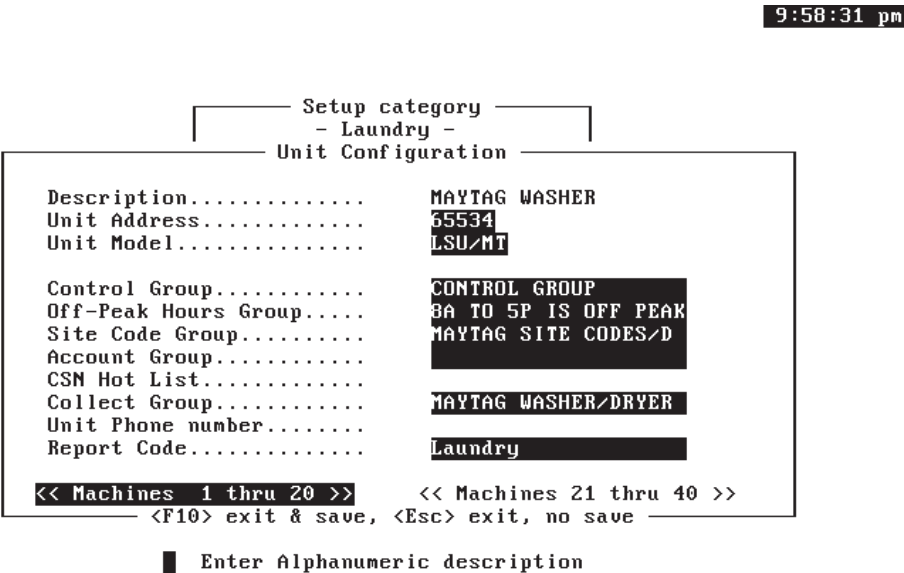 9:58:31 pm
Setup category
- Laundry -
Unit Configuration
Description.............. MAYTAG WASHER
Unit Address............. 65534
Unit Model............... LSU/MT
Control Group............ CONTROL GROUP
Off-Peak Hours Group..... 8A TO 5P IS OFF PEAK
Site Code Group.......... MAYTAG SITE CODES/D
Account Group............
CSN Hot List.............
Collect Group............ MAYTAG WASHER/DRYER
Unit Phone number........
Report Code.............. Laundry
<< Machines 1 thru 20 >> << Machines 21 thru 40 >>
<F10> exit & save, <Esc> exit, no save
Enter Alphanumeric description